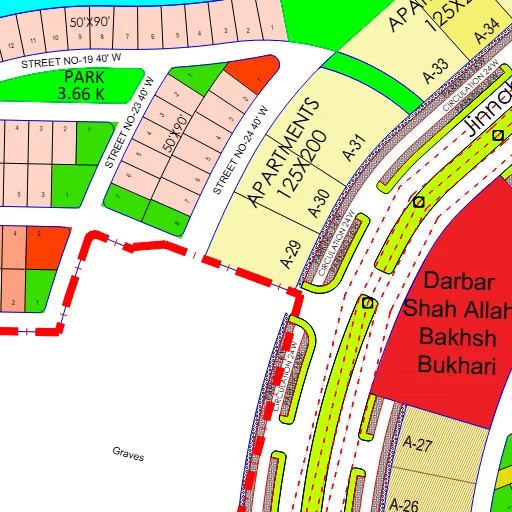 50'X90'
12
11
10
9
8
7
6
5
4
3
2
1
STREET NO-19 40' W
PARK
3.66 K
STREET NO-23 40' W
50'X90'
STREET NO-24 40' W
APARTMENTS
125X200
A-34
A-33
A-31
A-30
A-29
CIRCULATION 24'W
CIRCULATION 24'W
CIRCULATION 24'W
Darbar
Shah Allah
Bakhsh
Bukhari
A-27
A-26
Graves